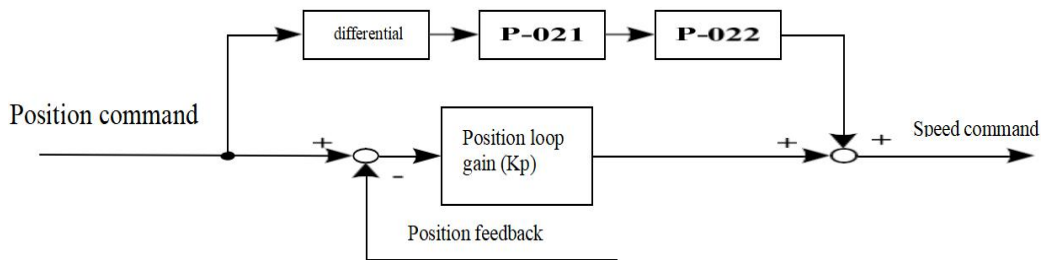 differential
P-021
P-022
Position command
+
-
Position loop
gain (Kp)
+
+
Speed command
Position feedback